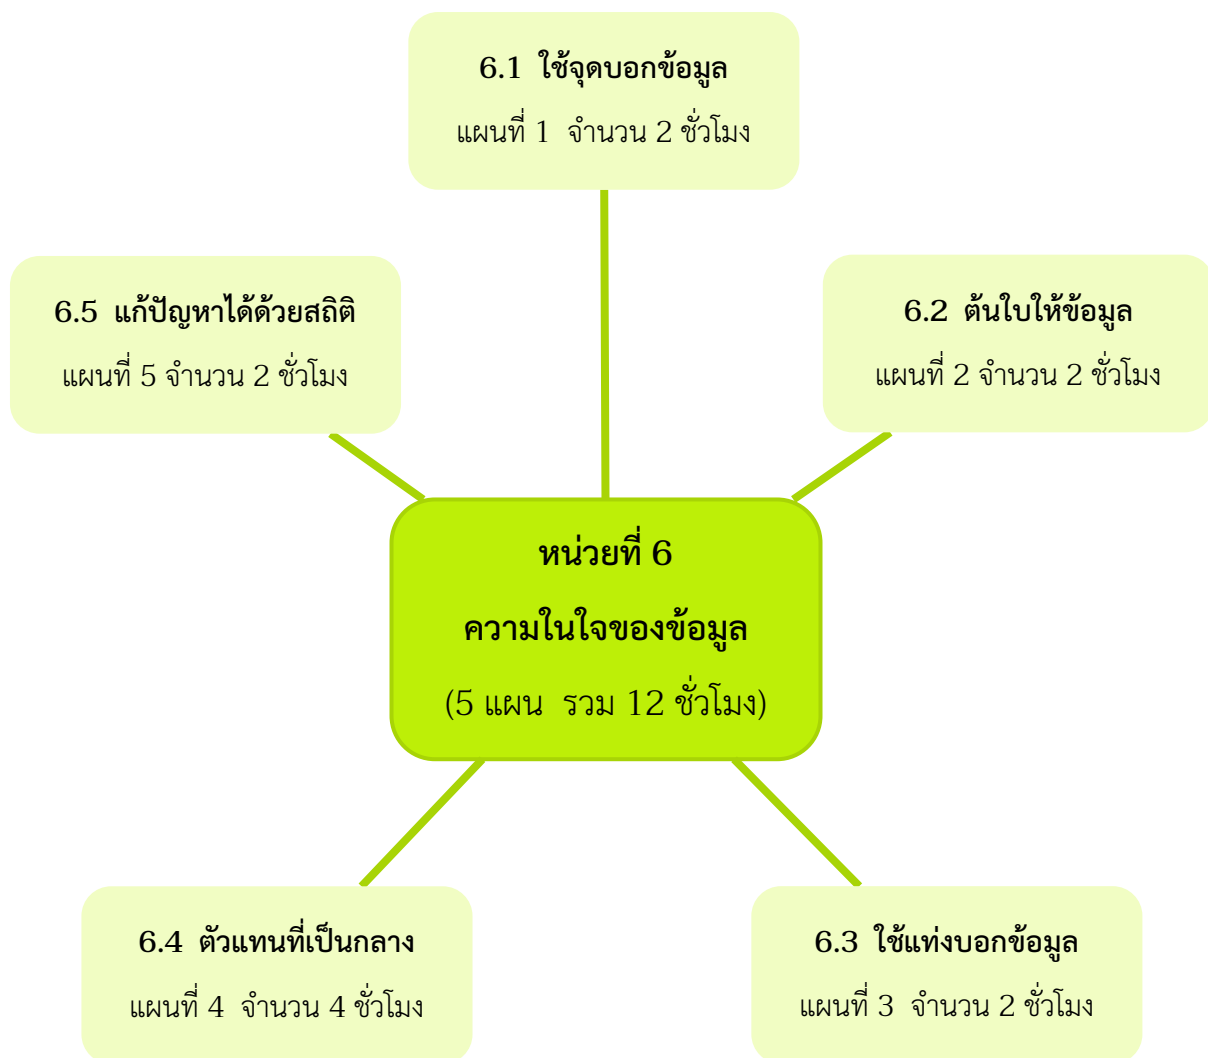 6.1 ใช้จุดบอกข้อมูล
แผนที่ 1 จำนวน 2 ชั่วโมง
6.5 แก้ปัญหาได้ด้วยสถิติ
แผนที่ 5 จำนวน 2 ชั่วโมง
6.2 ต้นใบให้ข้อมูล
แผนที่ 2 จำนวน 2 ชั่วโมง
หน่วยที่ 6
ความในใจของข้อมูล
(5 แผน รวม 12 ชั่วโมง)
6.4 ตัวแทนที่เป็นกลาง
แผนที่ 4 จำนวน 4 ชั่วโมง
6.3 ใช้แท่งบอกข้อมูล
แผนที่ 3 จำนวน 2 ชั่วโมง